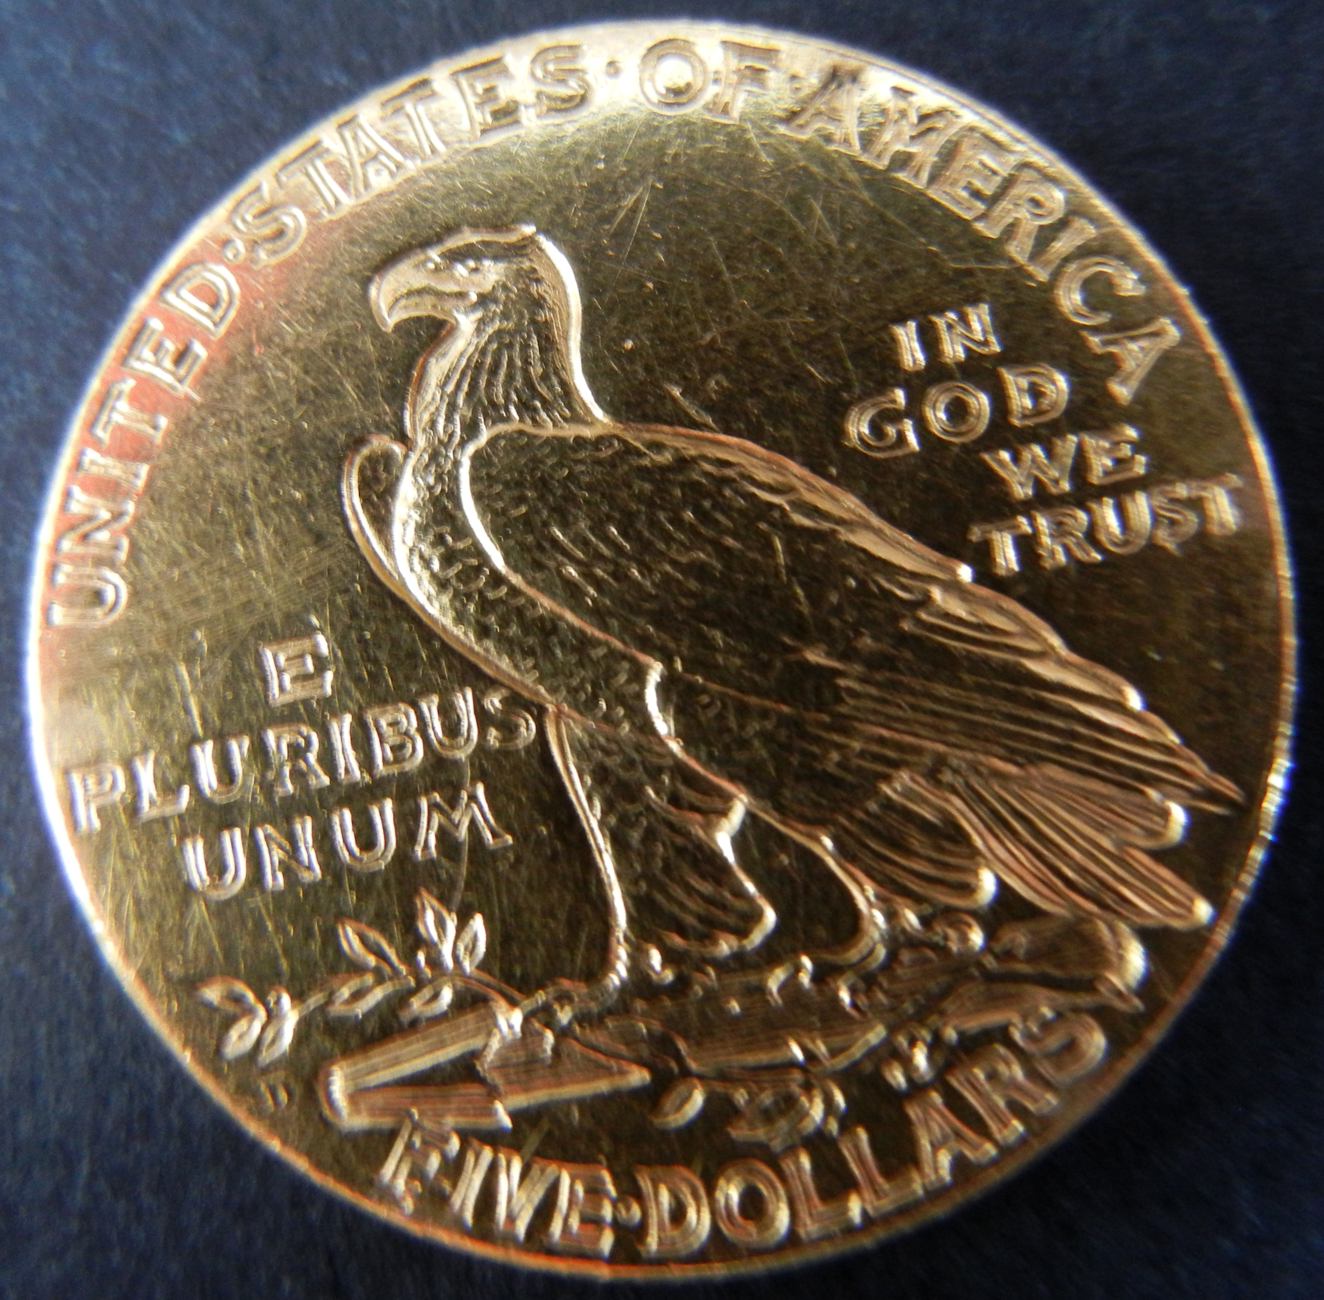 UNITED·STATES·OF·AMERICA
IN
GOD
WE
TRUST
E
PLURIBUS
UNUM
D
FIVE·DOLLARS